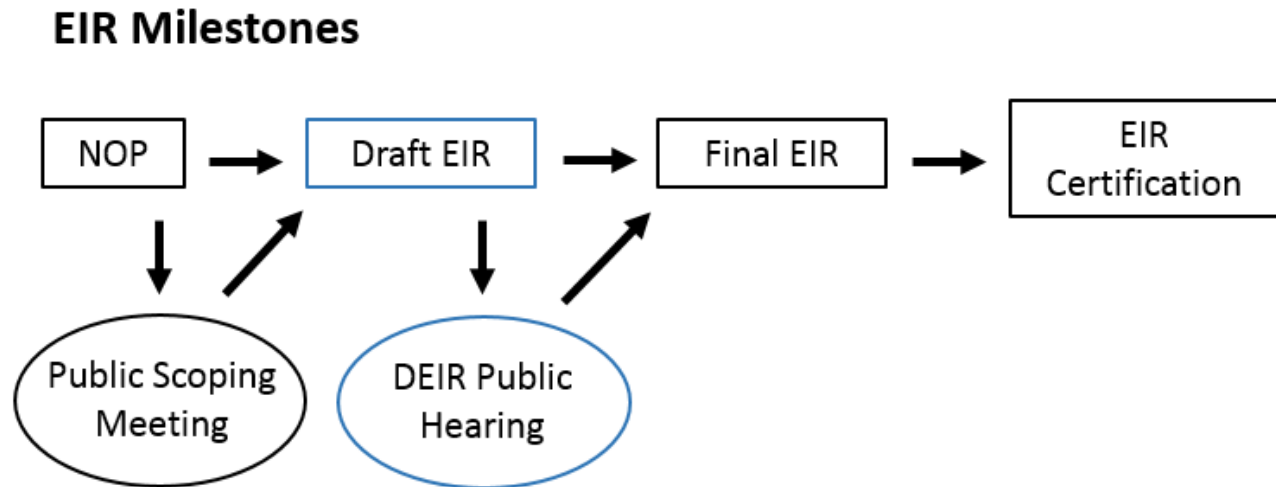 EIR Milestones
NOP
Draft EIR
Final EIR
EIR
Certification
Public Scoping
Meeting
DEIR Public
Hearing